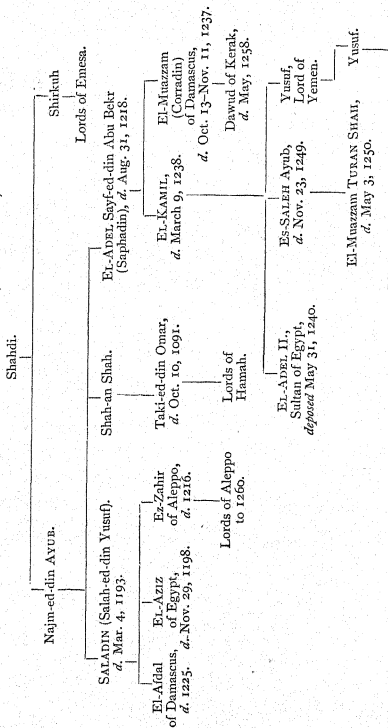 Shahdi.
Najm-ed-din AYUB.
Shirkuh
Lords of Emesa.
SALADIN (Salah-ed-din Yusuf).
d. Mar. 4, 1193.
Shah-an Shah.
EL-ADEL Sayf-ed-din Abu Bekr
(Saphadin), d. Aug. 31, 1218.
El-Afdal
of Damascus,
d. 1225.
EL-AZIZ
of Egypt,
d. Nov. 29, 1198.
Ez-Zahir
of Aleppo,
d. 1216.
Lords of Aleppo
to 1260.
Taki-ed-din Omar,
d. Oct. 10, 1091.
Lords of
Hamah.
EL-KAMIL,
d. March 9, 1238.
El-Muazzam
(Corradin)
of Damascus,
d. Oct. 13–Nov. 11, 1237.
Dawud of Kerak,
d. May, 1258.
EL-ADEL II.,
Sultan of Egypt,
deposed May 31, 1240.
Es-SALEH Ayub,
d. Nov. 23, 1249.
El-Muazzam TURAN SHAH,
d. May 3, 1250.
Yusuf,
Lord of
Yemen.
Yusuf.